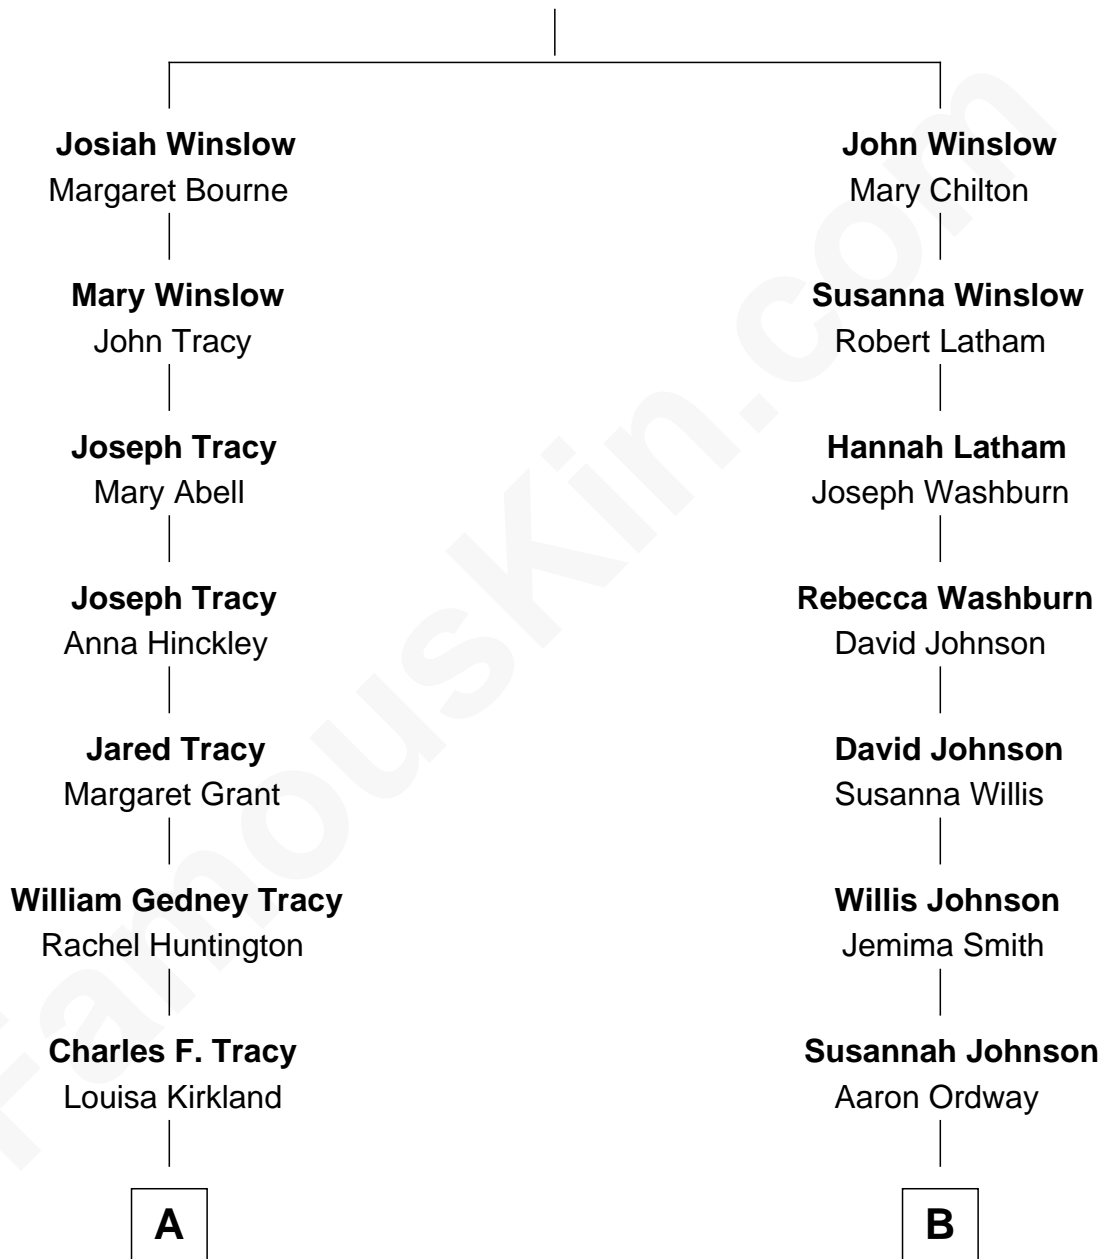 Josiah Winslow
Margaret Bourne
John Winslow
Mary Chilton
Mary Winslow
John Tracy
Susanna Winslow
Robert Latham
Joseph Tracy
Mary Abell
Hannah Latham
Joseph Washburn
Joseph Tracy
Anna Hinckley
Rebecca Washburn
David Johnson
Jared Tracy
Margaret Grant
David Johnson
Susanna Willis
William Gedney Tracy
Rachel Huntington
Willis Johnson
Jemima Smith
Charles F. Tracy
Louisa Kirkland
Susannah Johnson
Aaron Ordway
A
B
FamousKin.com